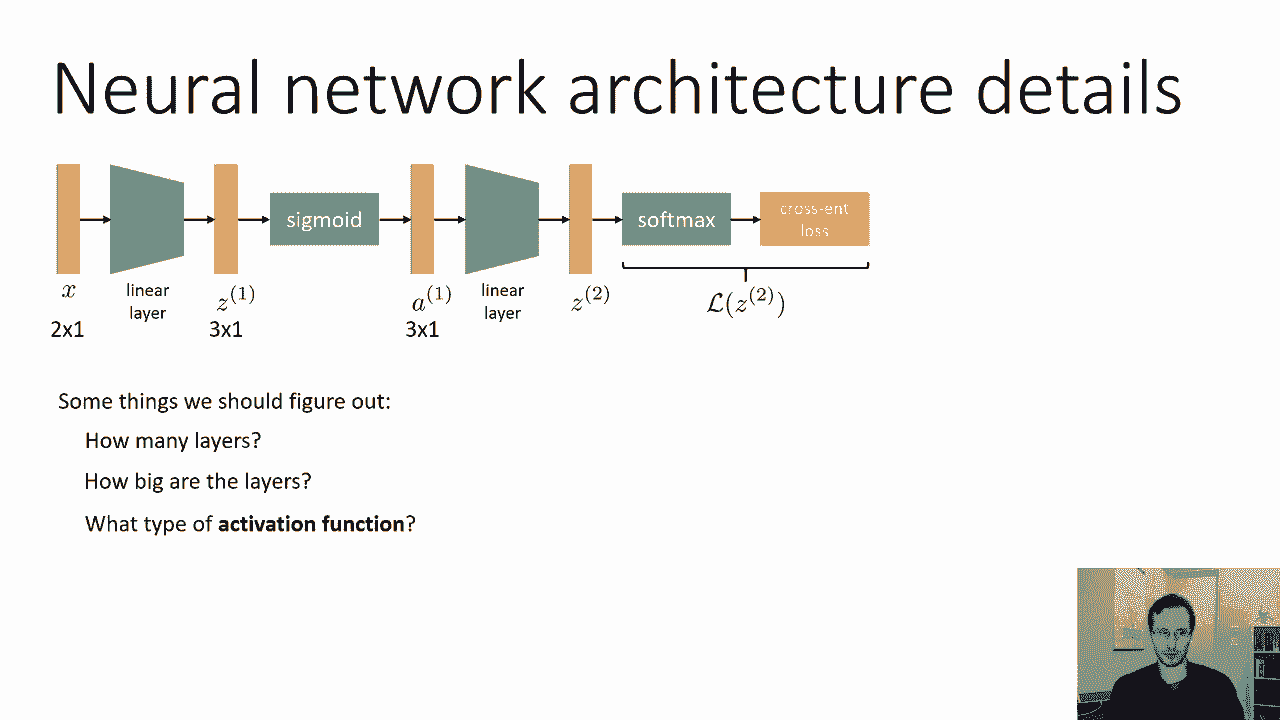 Neural network architecture details
sigmoid
softmax
cross-ent
loss
x
linear
layer
z^{(1)}
a^{(1)}
linear
layer
z^{(2)}
\mathcal{L}(z^{(2)})
2x1
3x1
3x1
Some things we should figure out:
How many layers?
How big are the layers?
What type of activation function?